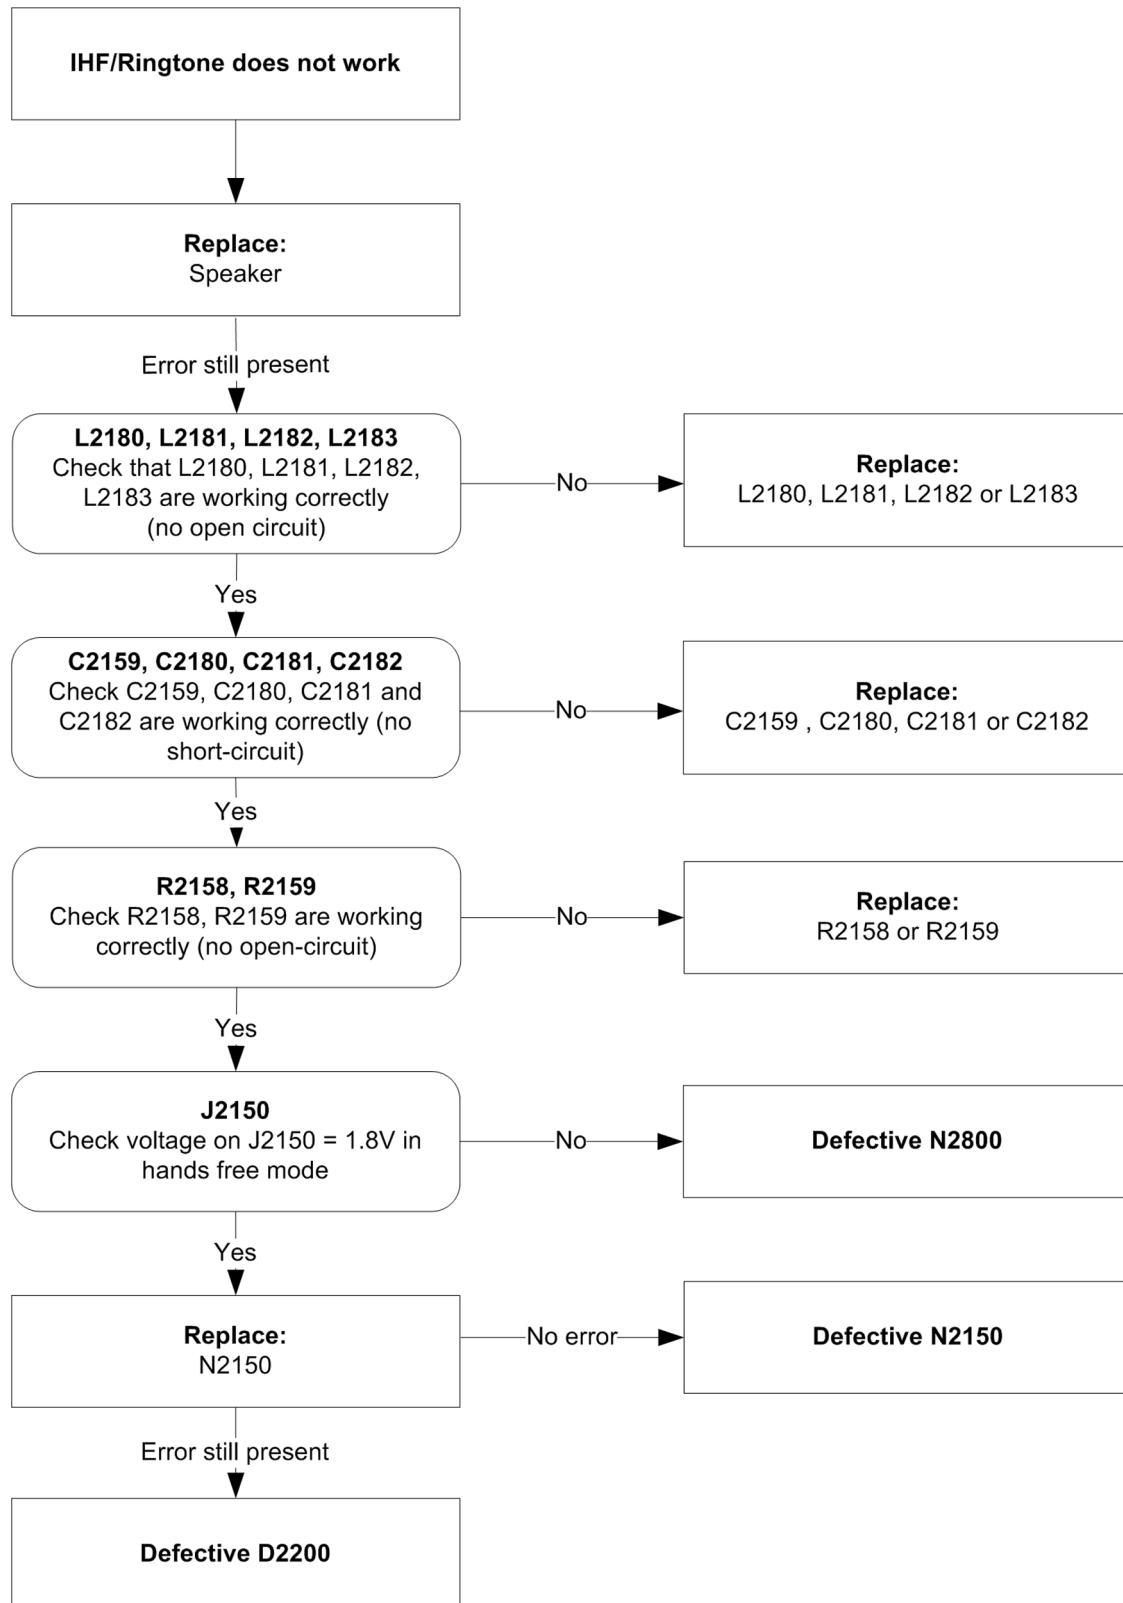 IHF/Ringtone does not work
Replace:
Speaker
Error still present
L2180, L2181, L2182, L2183
Check that L2180, L2181, L2182,
L2183 are working correctly
(no open circuit)
No
Replace:
L2180, L2181, L2182 or L2183
Yes
C2159, C2180, C2181, C2182
Check C2159, C2180, C2181 and
C2182 are working correctly (no
short-circuit)
No
Replace:
C2159 , C2180, C2181 or C2182
Yes
R2158, R2159
Check R2158, R2159 are working
correctly (no open-circuit)
No
Replace:
R2158 or R2159
Yes
J2150
Check voltage on J2150 = 1.8V in
hands free mode
No
Defective N2800
Yes
Replace:
N2150
No error
Defective N2150
Error still present
Defective D2200